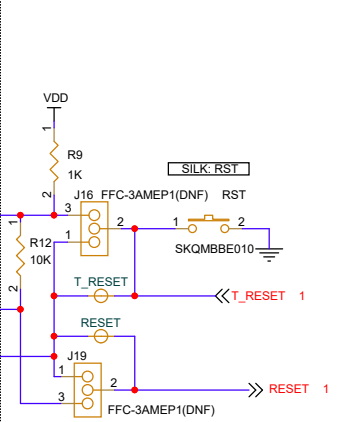 VDD
1
R9
1K
2
SILK: RST
J16 FFC-3AMEP1(DNF) RST
3
2
1
1
2
1
R12
10K
2
SKQMBBE010
T_RESET
T_RESET 1
RESET
J19
1
2
RESET 1
3
FFC-3AMEP1(DNF)